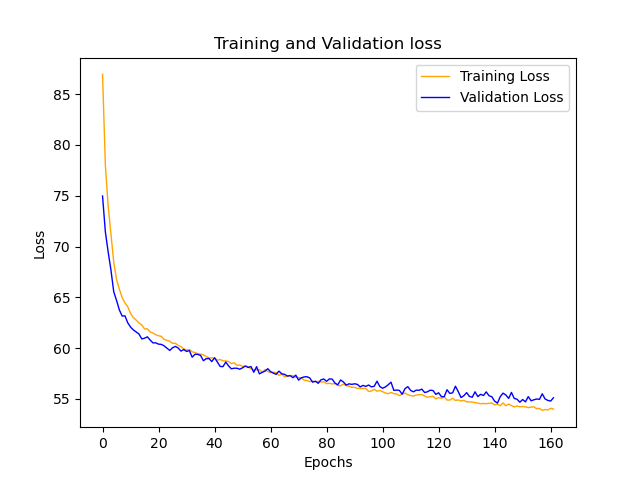 Training and Validation loss
Training Loss
Validation Loss
Loss
85
80
75
70
65
60
55
0 20 40 60 80 100 120 140 160
Epochs